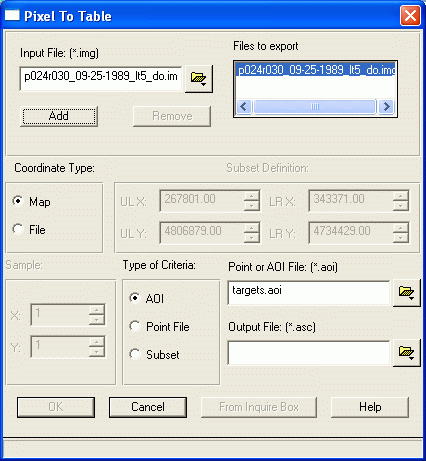 Pixel To Table
Input File: (*.img)
Files to export
p024r030_09-25-1989_lt5_do.im
p024r030_09-25-1989_lt5_do.img
Add
Remove
Coordinate Type:
Subset Definition:
Map
File
UL X:
267801.00
LR X:
343371.00
UL Y:
4806879.00
LR Y:
4734429.00
Sample:
Type of Criteria:
Point or AOI File: (*.aoi)
X:
1
Y:
1
AOI
Point File
Subset
targets.aoi
Output File: (*.asc)
OK
Cancel
From Inquire Box
Help